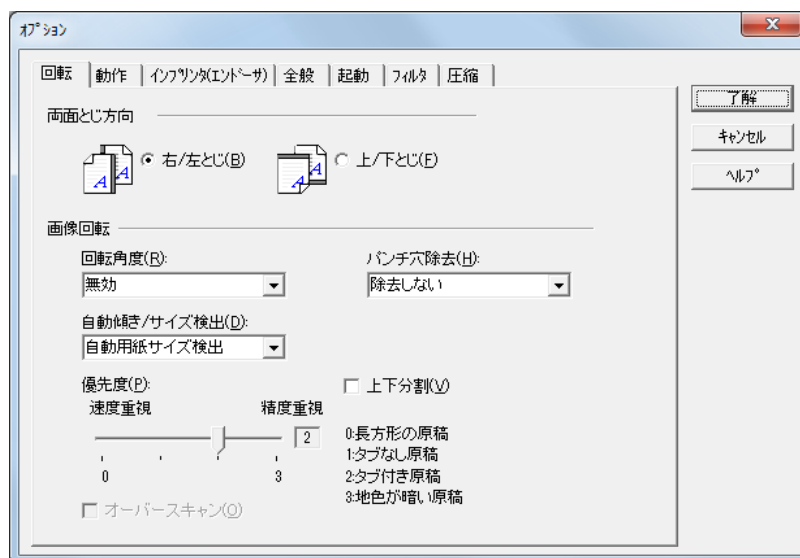 オプション
回転 動作 インプリンタ(エンドーサ) 全般 起動 フィルタ 圧縮
了解
キャンセル
ヘルプ
両面とじ方向
右/左とじ(B) 上/下とじ(F)
画像回転
回転角度(R): パンチ穴除去(H):
無効 除去しない
自動傾き/サイズ検出(D):
自動用紙サイズ検出
優先度(P): 上下分割(V)
速度重視 精度重視
2
0 3
0:長方形の原稿
1:タブなし原稿
2:タブ付き原稿
3:地色が暗い原稿
オーバースキャン(O)
A A A A